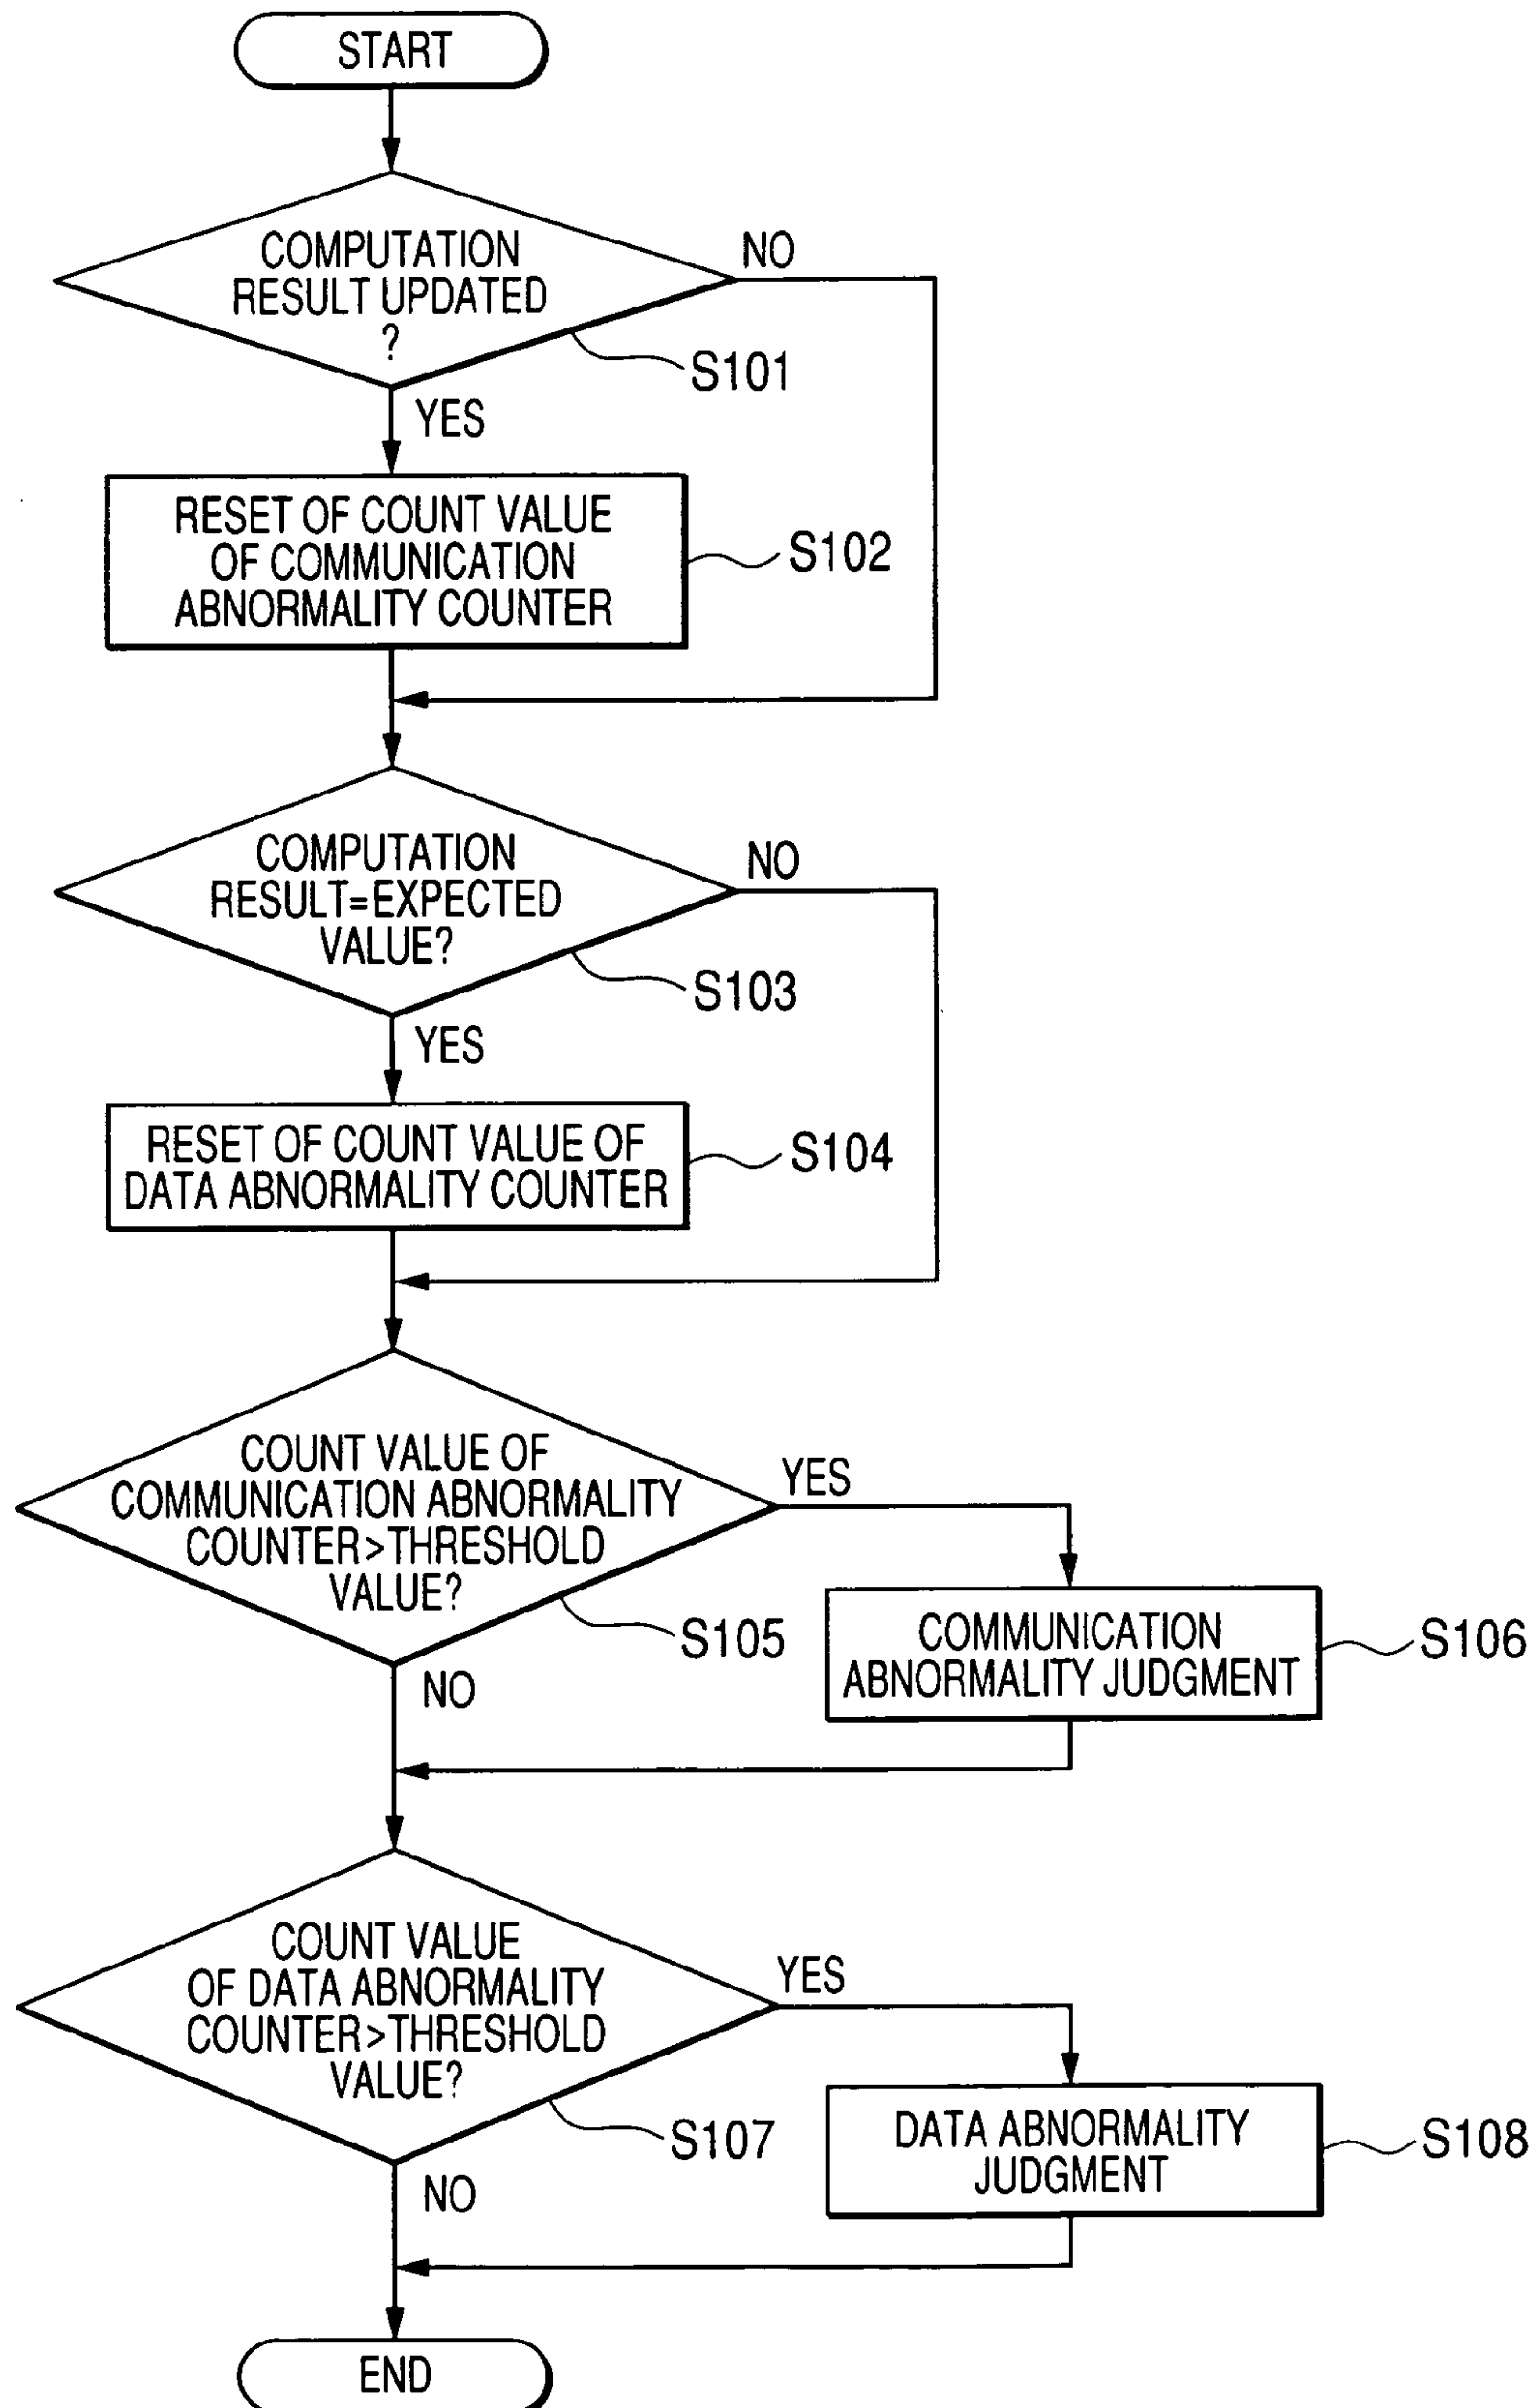 START
COMPUTATION
RESULT UPDATED
?
NO
S101
YES
RESET OF COUNT VALUE
OF COMMUNICATION
ABNORMALITY COUNTER
S102
COMPUTATION
RESULT=EXPECTED
VALUE?
NO
S103
YES
RESET OF COUNT VALUE OF
DATA ABNORMALITY COUNTER
S104
COUNT VALUE OF
COMMUNICATION ABNORMALITY
COUNTER>THRESHOLD
VALUE?
YES
S105
NO
COMMUNICATION
ABNORMALITY JUDGMENT
S106
COUNT VALUE
OF DATA ABNORMALITY
COUNTER>THRESHOLD
VALUE?
YES
S107
NO
DATA ABNORMALITY
JUDGMENT
S108
END